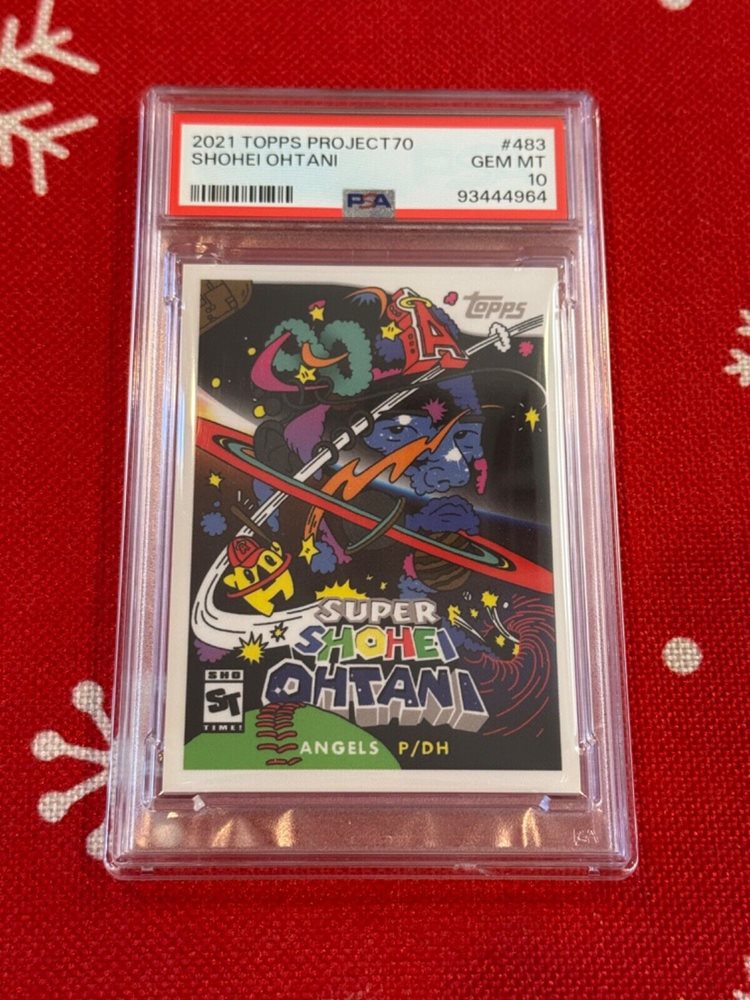 2021 TOPPS PROJECT70 #483
SHOHEI OHTANI GEM MT
10
PSA 93444964
topps
A
SUPER
SHOHEI
OHTANI
SHO
ST
TIME!
ANGELS P/DH